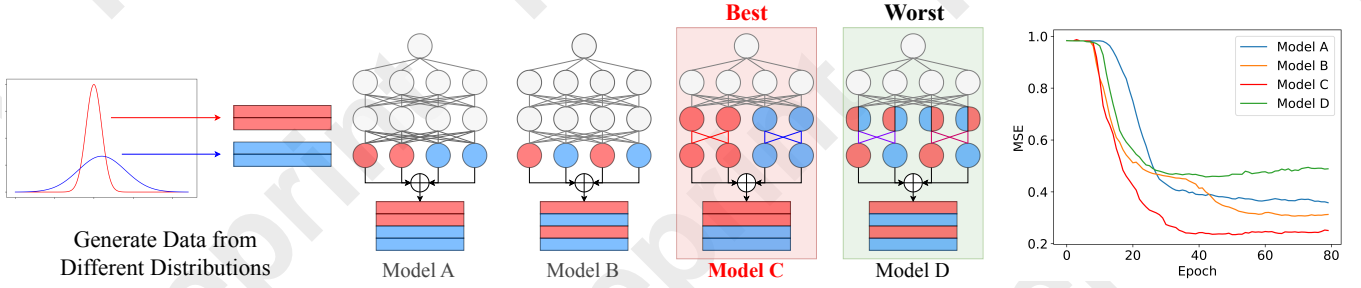 Generate Data from
Different Distributions
Model A
Model B
Best
Model C
Worst
Model D
MSE
1.0
0.8
0.6
0.4
0.2
0
20
40
60
80
Epoch
Model A
Model B
Model C
Model D